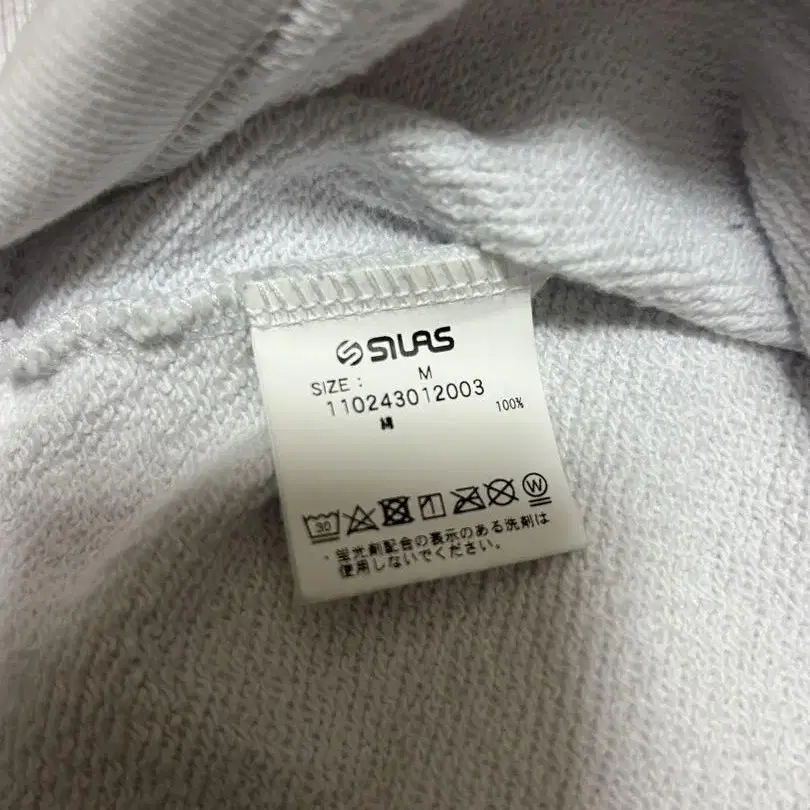 SILAS
SIZE : M
110243012003
M 100%
30 W
・蛍光剤配合の表示のある洗剤は
使用しないでください。